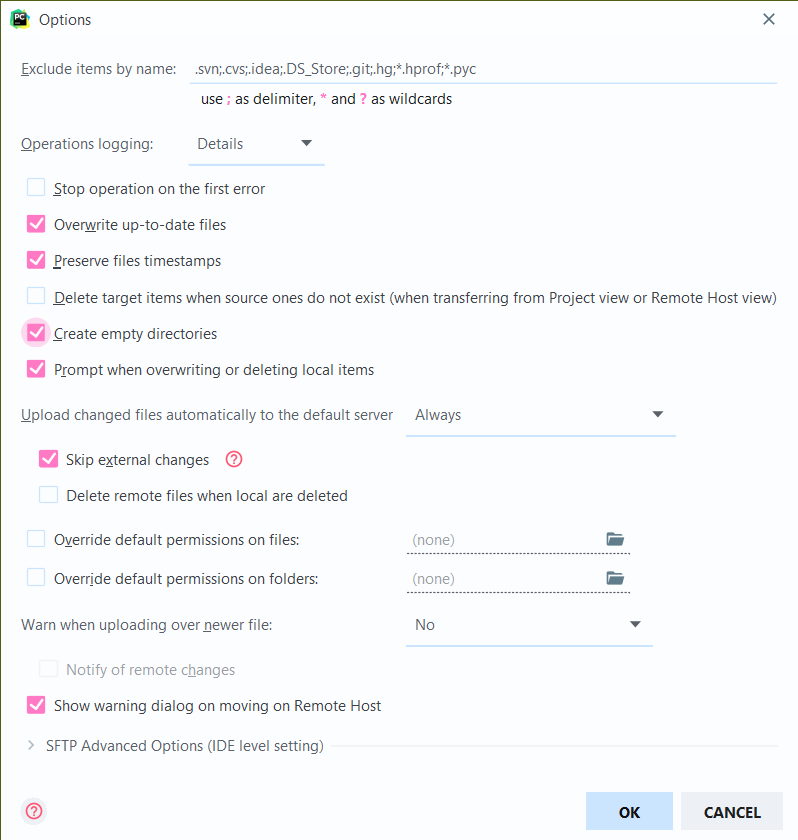 PC
Options
Exclude items by name: .svn;.cvs;.idea;.DS_Store;.git;.hg;*.hprof;*.pyc
use ; as delimiter, * and ? as wildcards
Operations logging: Details
Stop operation on the first error
Overwrite up-to-date files
Preserve files timestamps
Delete target items when source ones do not exist (when transferring from Project view or Remote Host view)
Create empty directories
Prompt when overwriting or deleting local items
Upload changed files automatically to the default server Always
Skip external changes ?
Delete remote files when local are deleted
Override default permissions on files: (none)
Override default permissions on folders: (none)
Warn when uploading over newer file: No
Notify of remote changes
Show warning dialog on moving on Remote Host
SFTP Advanced Options (IDE level setting)
? OK CANCEL